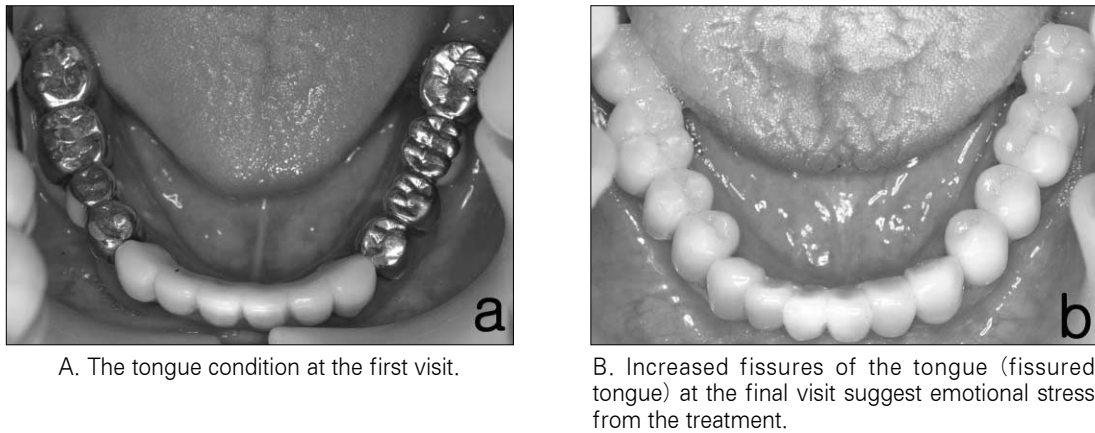 a
b
A. The tongue condition at the first visit.
B. Increased fissures of the tongue (fissured
tongue) at the final visit suggest emotional stress
from the treatment.